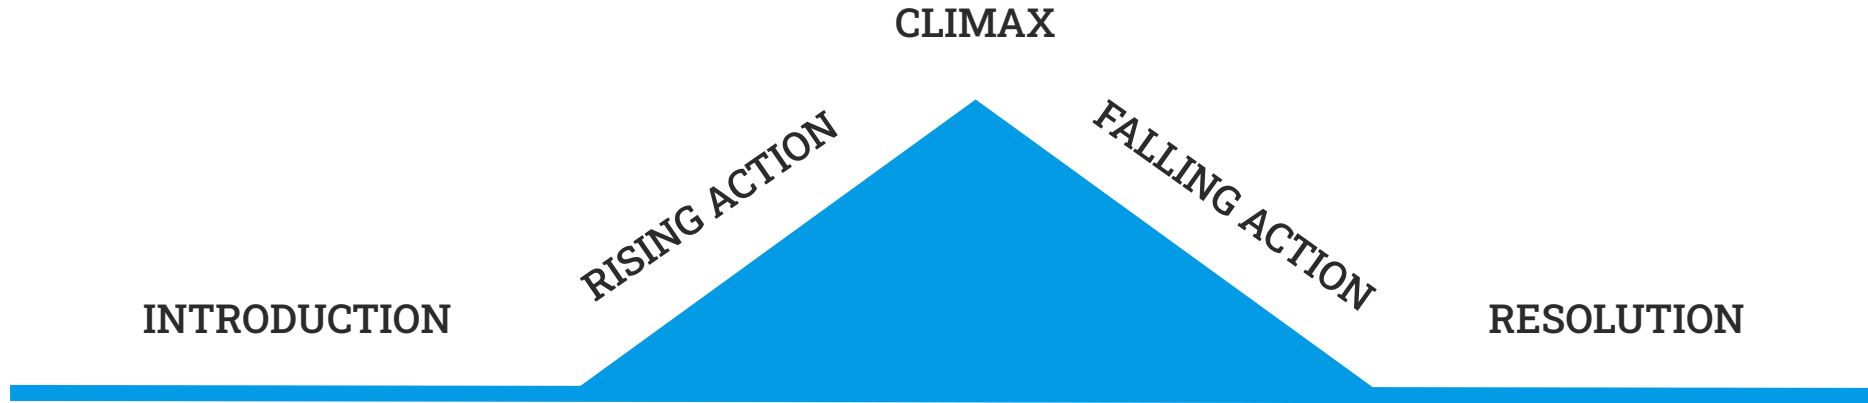 CLIMAX
RISING ACTION
FALLING ACTION
INTRODUCTION
RESOLUTION